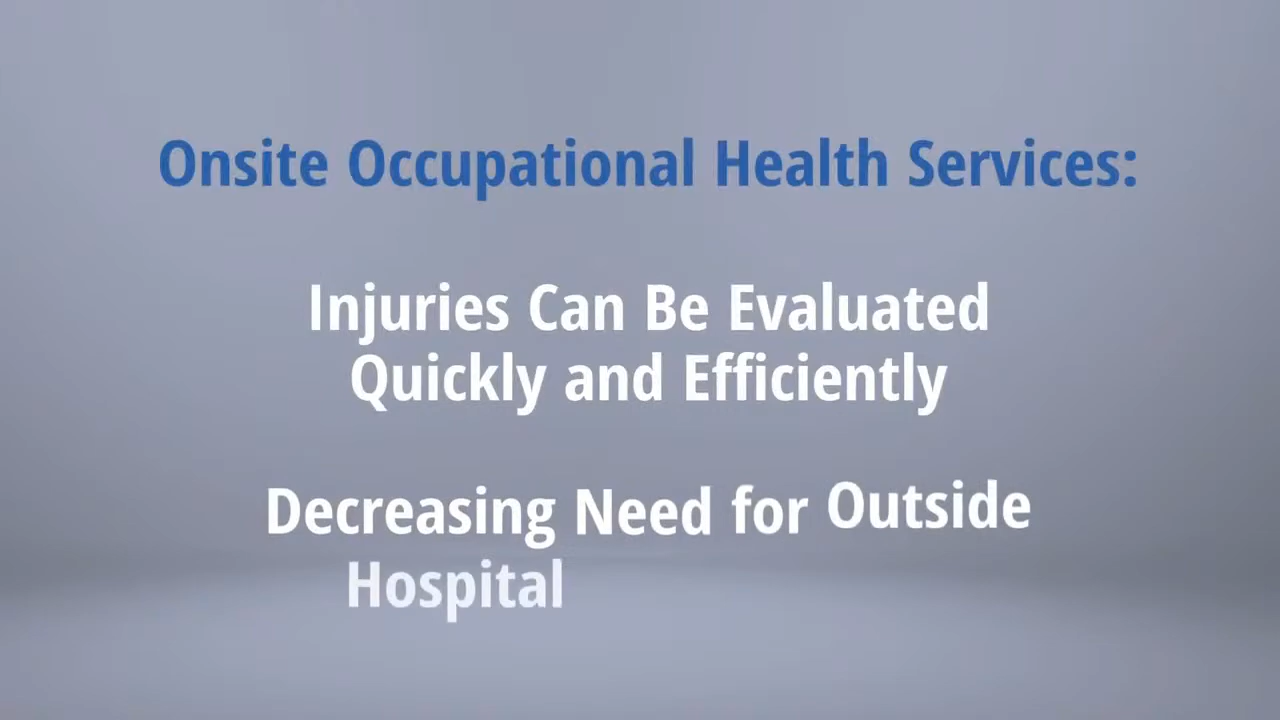 Onsite Occupational Health Services:
Injuries Can Be Evaluated
Quickly and Efficiently
Decreasing Need for Outside
Hospital